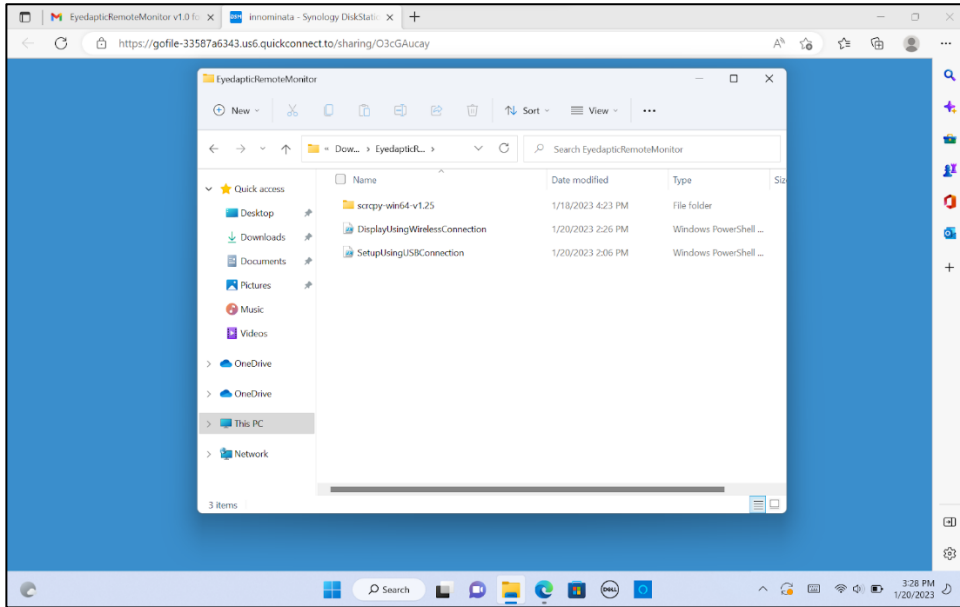 EyedapticRemoteMonitor v1.0 fo
innominata - Synology DiskStatio
https://gofile-33587a6343.us6.quickconnect.to/sharing/O3cGAucay
EyedapticRemoteMonitor
New
Sort
View
« Dow... › EyedapticR... ›
Search EyedapticRemoteMonitor
Name Date modified Type Siz
Quick access
Desktop
Downloads
Documents
Pictures
Music
Videos
OneDrive
OneDrive
This PC
Network
scrcpy-win64-v1.25 1/18/2023 4:23 PM File folder
DisplayUsingWirelessConnection 1/20/2023 2:26 PM Windows PowerShell ...
SetupUsingUSBConnection 1/20/2023 2:06 PM Windows PowerShell ...
3 items
Search
DELL
3:28 PM
1/20/2023